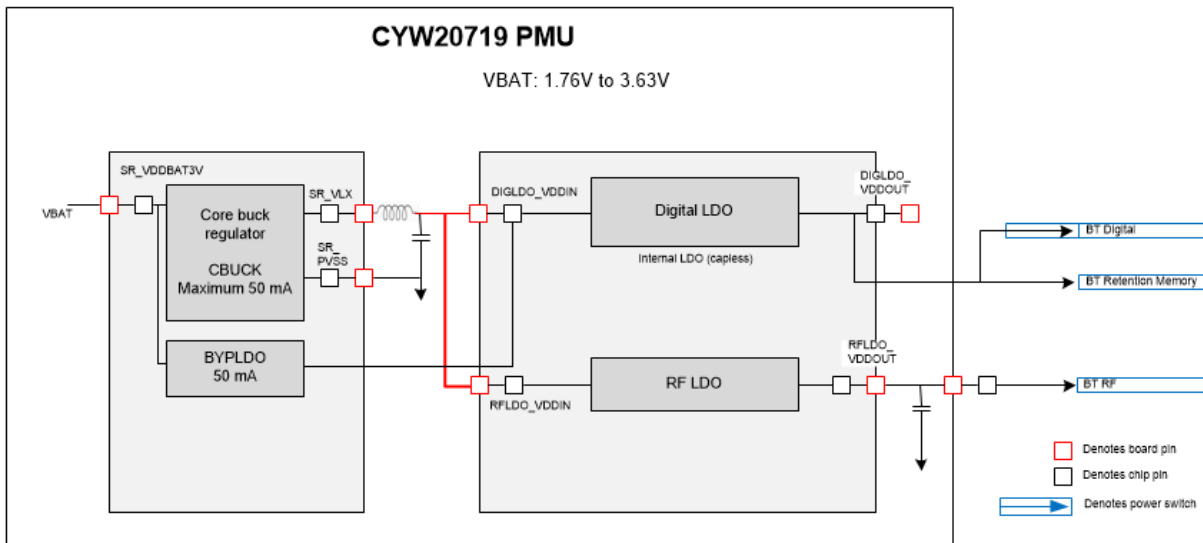 CYW20719 PMU
VBAT: 1.76V to 3.63V
SR_VDDBAT3V
VBAT
Core buck
regulator
CBUCK
Maximum 50 mA
SR_VLX
SR_
PVSS
BYPLDO
50 mA
DIGLDO_VDDIN
Digital LDO
Internal LDO (capless)
DIGLDO_
VDDOUT
BT Digital
BT Retention Memory
RFLDO_VDDIN
RF LDO
RFLDO_
VDDOUT
BT RF
Denotes board pin
Denotes chip pin
Denotes power switch